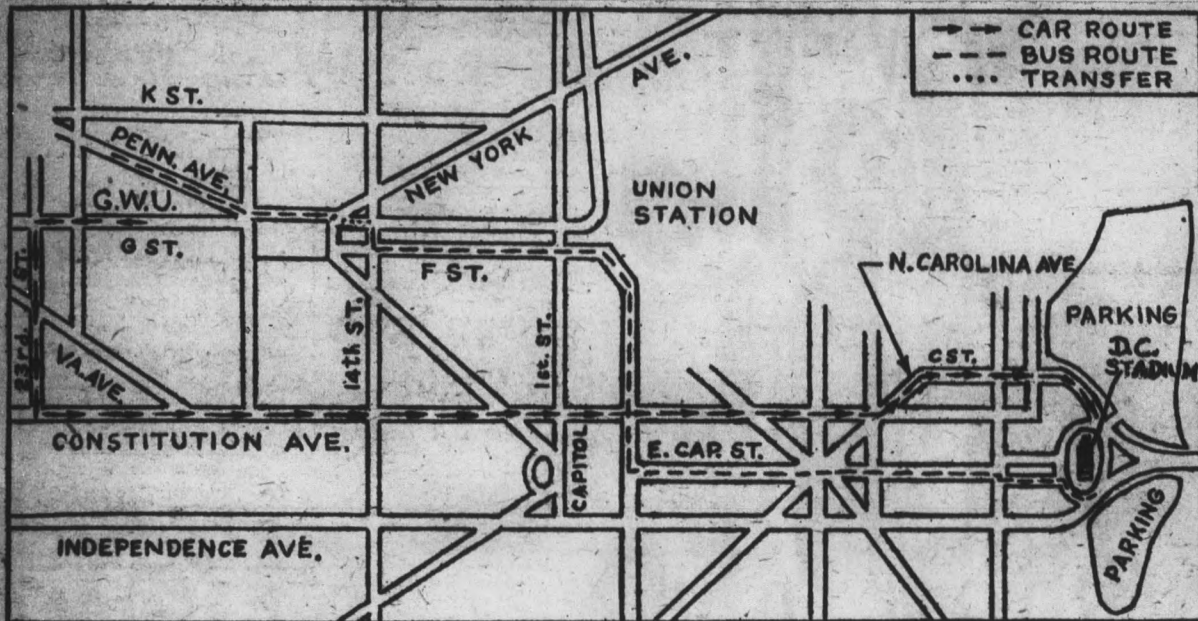 CAR ROUTE
BUS ROUTE
TRANSFER
K ST.
PENN. AVE.
G.W.U.
G ST.
23rd. ST.
VA. AVE.
CONSTITUTION AVE.
INDEPENDENCE AVE.
14th ST.
NEW YORK
AVE.
F ST.
1st. ST.
CAPITOL
UNION
STATION
E. CAP. ST.
N. CAROLINA AVE
C ST.
PARKING
D.C.
STADIUM
PARKING